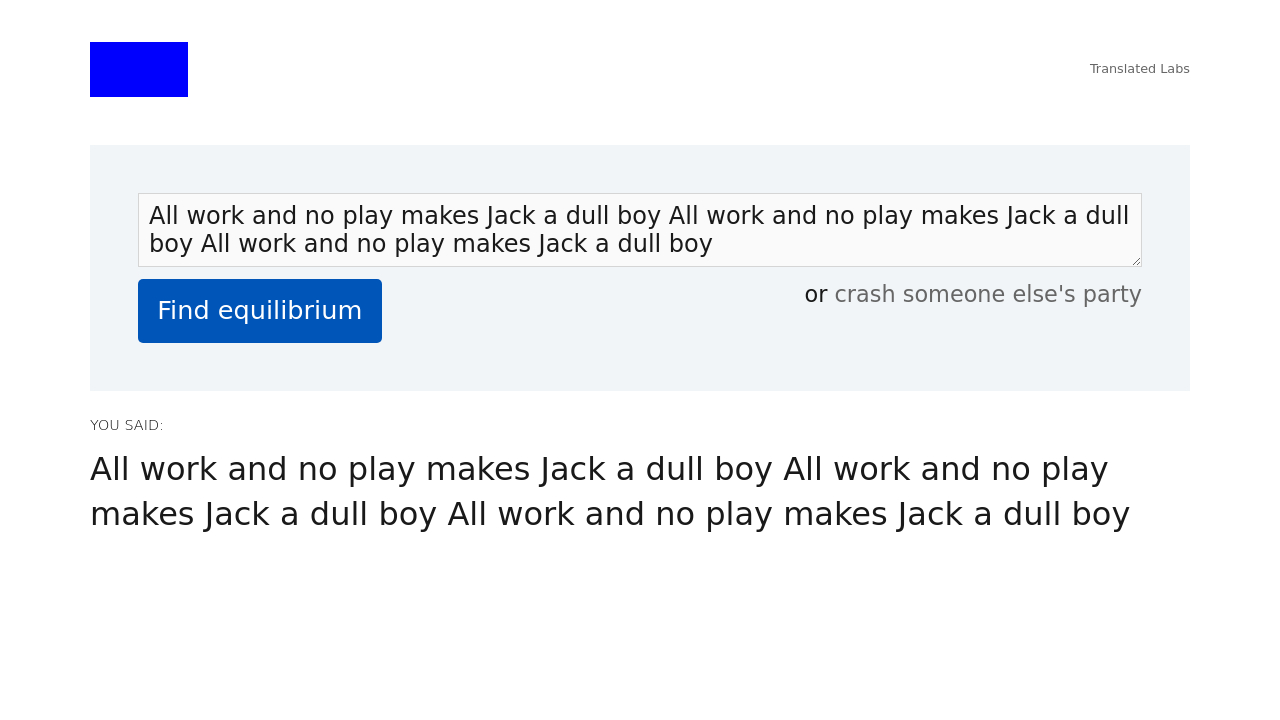 Translated Labs
All work and no play makes Jack a dull boy All work and no play makes Jack a dull
boy All work and no play makes Jack a dull boy
Find equilibrium
or crash someone else's party
YOU SAID:
All work and no play makes Jack a dull boy All work and no play
makes Jack a dull boy All work and no play makes Jack a dull boy